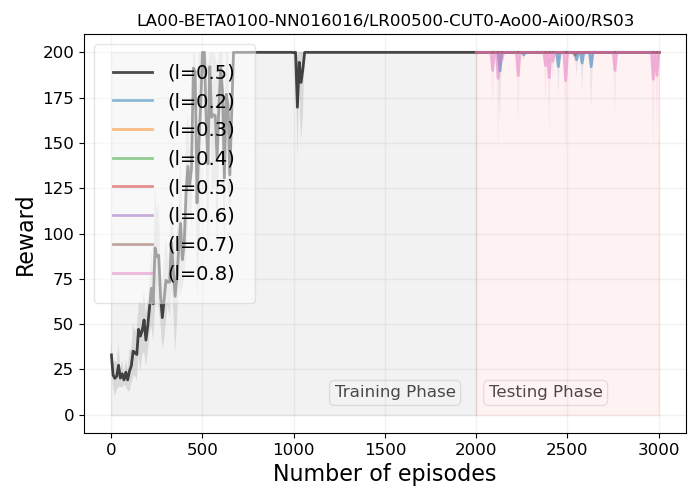 LA00-BETA0100-NN016016/LR00500-CUT0-Ao00-Ai00/RS03
200
175
150
125
100
75
50
25
0
Reward
(l=0.5)
(l=0.2)
(l=0.3)
(l=0.4)
(l=0.5)
(l=0.6)
(l=0.7)
(l=0.8)
Training Phase
Testing Phase
0
500
1000
1500
2000
2500
3000
Number of episodes